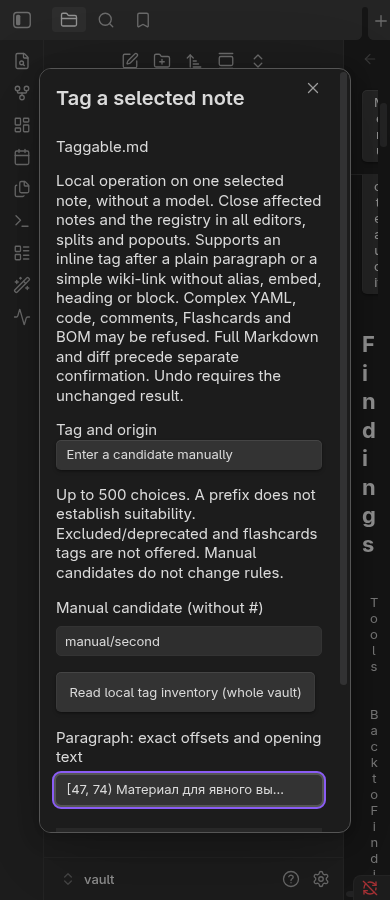 Tag a selected note
Taggable.md
Local operation on one selected
note, without a model. Close affected
notes and the registry in all editors,
splits and popouts. Supports an
inline tag after a plain paragraph or a
simple wiki-link without alias, embed,
heading or block. Complex YAML,
code, comments, Flashcards and
BOM may be refused. Full Markdown
and diff precede separate
confirmation. Undo requires the
unchanged result.
Tag and origin
Enter a candidate manually
Up to 500 choices. A prefix does not
establish suitability.
Excluded/deprecated and flashcards
tags are not offered. Manual
candidates do not change rules.
Manual candidate (without #)
manual/second
Read local tag inventory (whole vault)
Paragraph: exact offsets and opening
text
[47, 74) Материал для явного вы...
vault
F
i
n
d
i
n
g
s
T
o
o
l
s
B
a
c
k
t
o
F
i
n
d
i